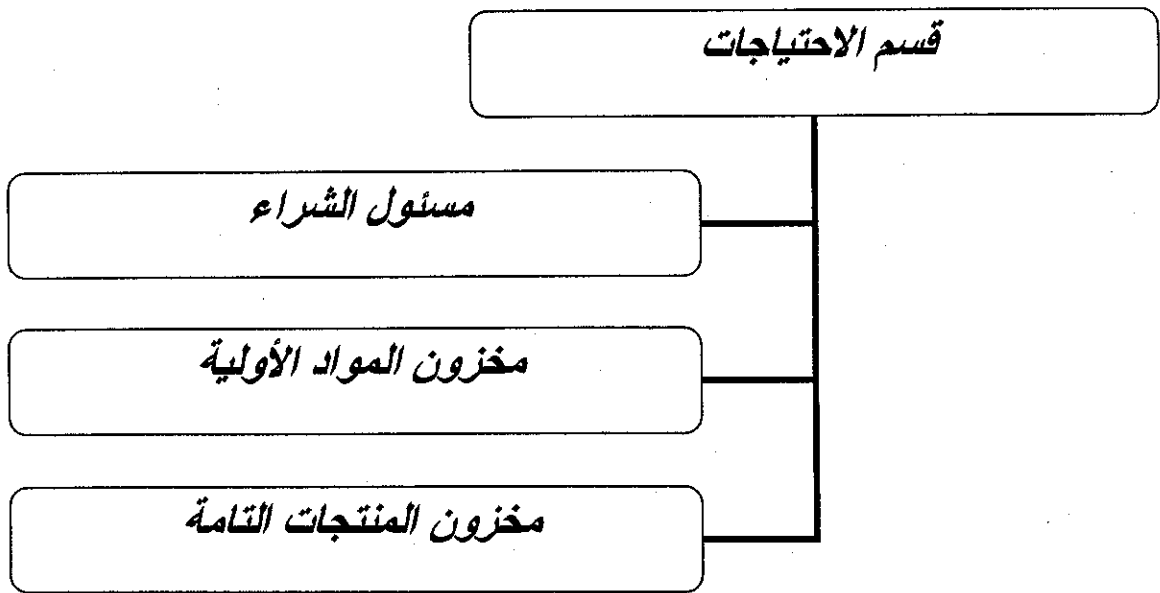 قسم الاحتياجات
مسئول الشراء
مخزون المواد الأولية
مخزون المنتجات التامة